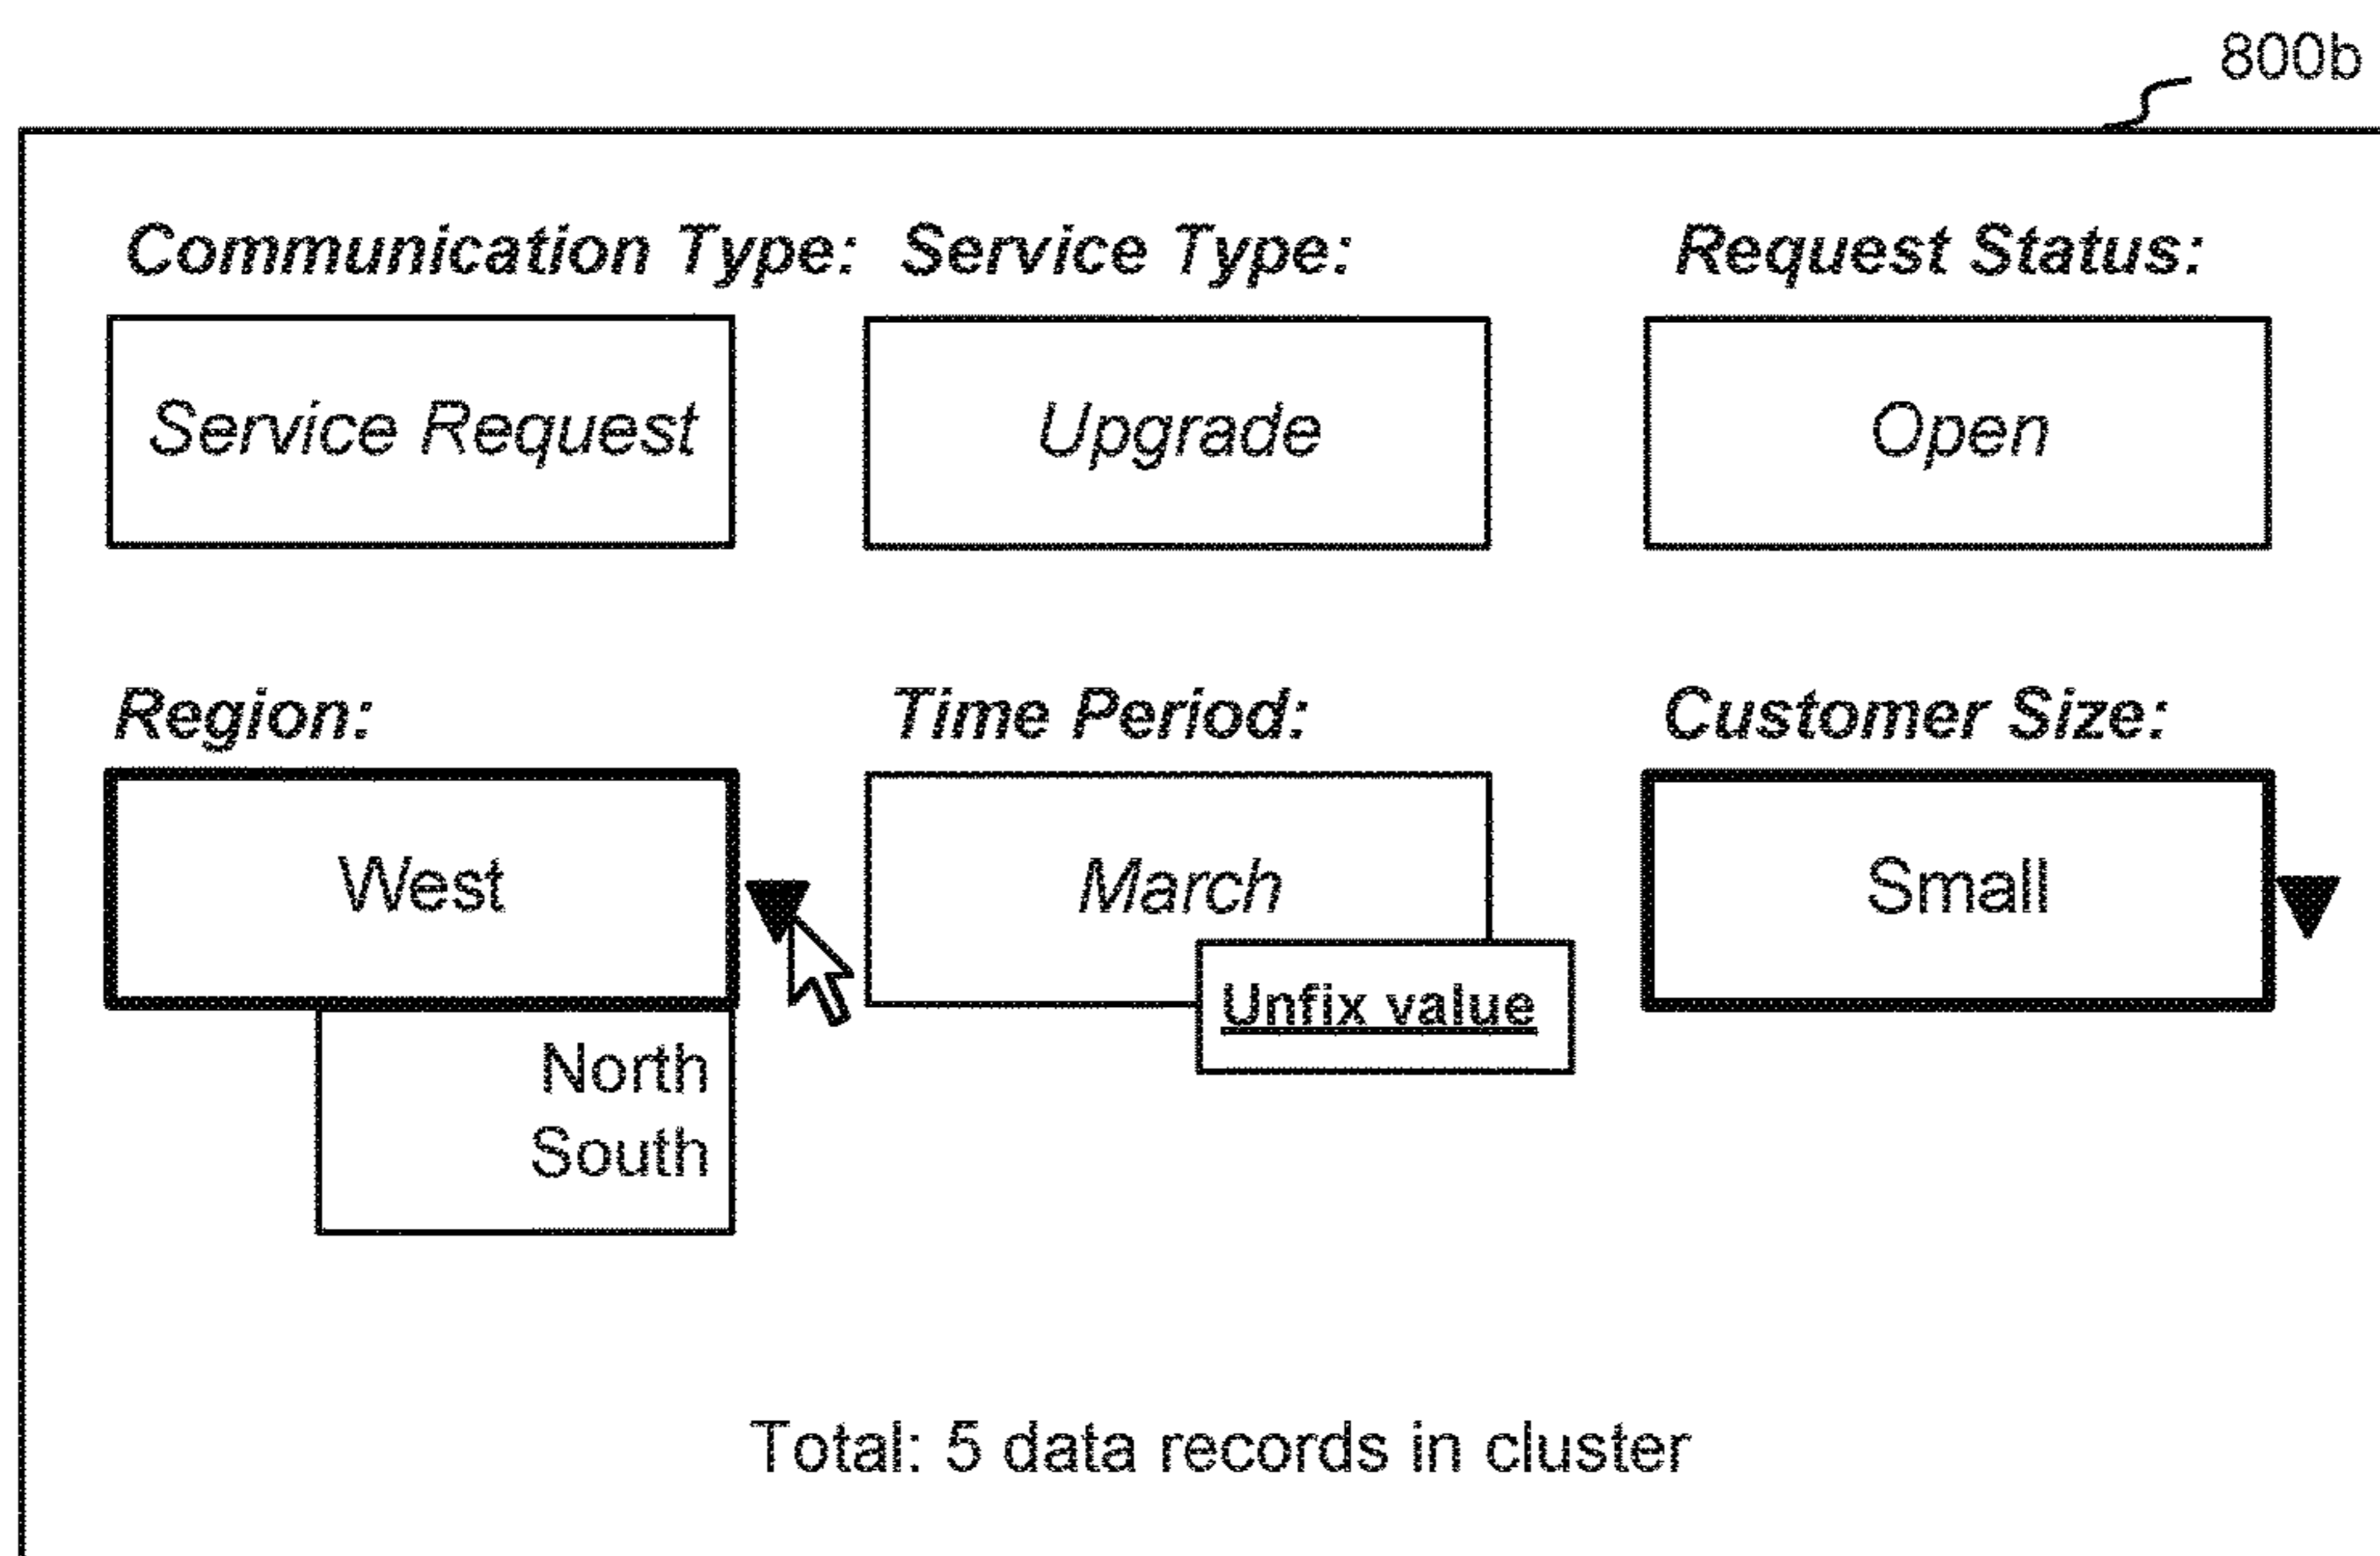 800b
Communication Type: Service Type: Request Status:
Service Request Upgrade Open
Region: Time Period: Customer Size:
West March Small
Unfix value
North
South
Total: 5 data records in cluster